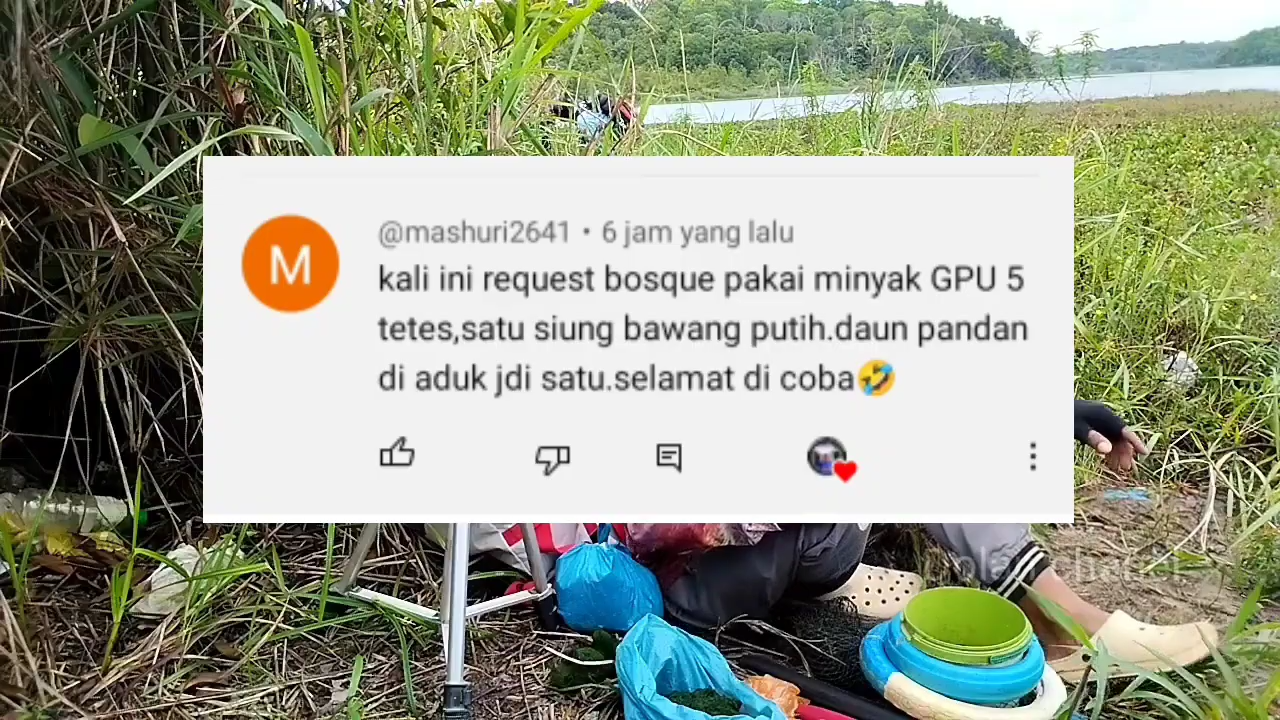 M
@mashuri2641 • 6 jam yang lalu
kali ini request bosque pakai minyak GPU 5
tetes,satu siung bawang putih.daun pandan
di aduk jdi satu.selamat di coba🤣